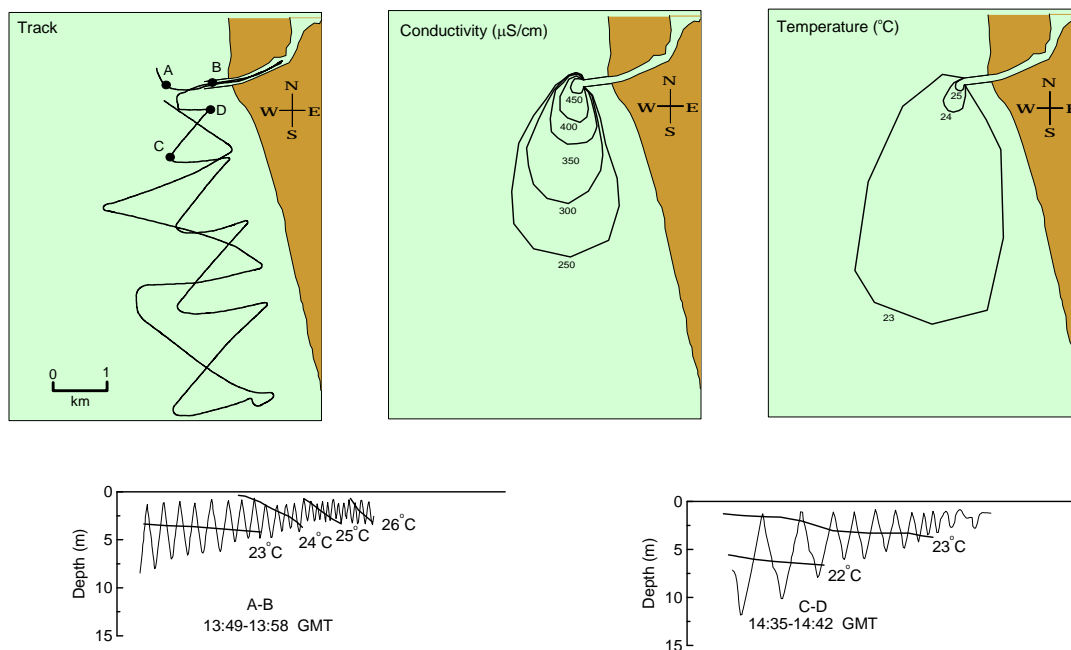 Track
A
B
D
C
N
W E
S
0 1
km
Conductivity (µS/cm)
450
400
350
300
250
N
W E
S
Temperature (°C)
25
24
23
N
W E
S
0
5
10
15
Depth (m)
23°C
24°C
25°C
26°C
A-B
13:49-13:58 GMT
0
5
10
15
Depth (m)
22°C
23°C
C-D
14:35-14:42 GMT